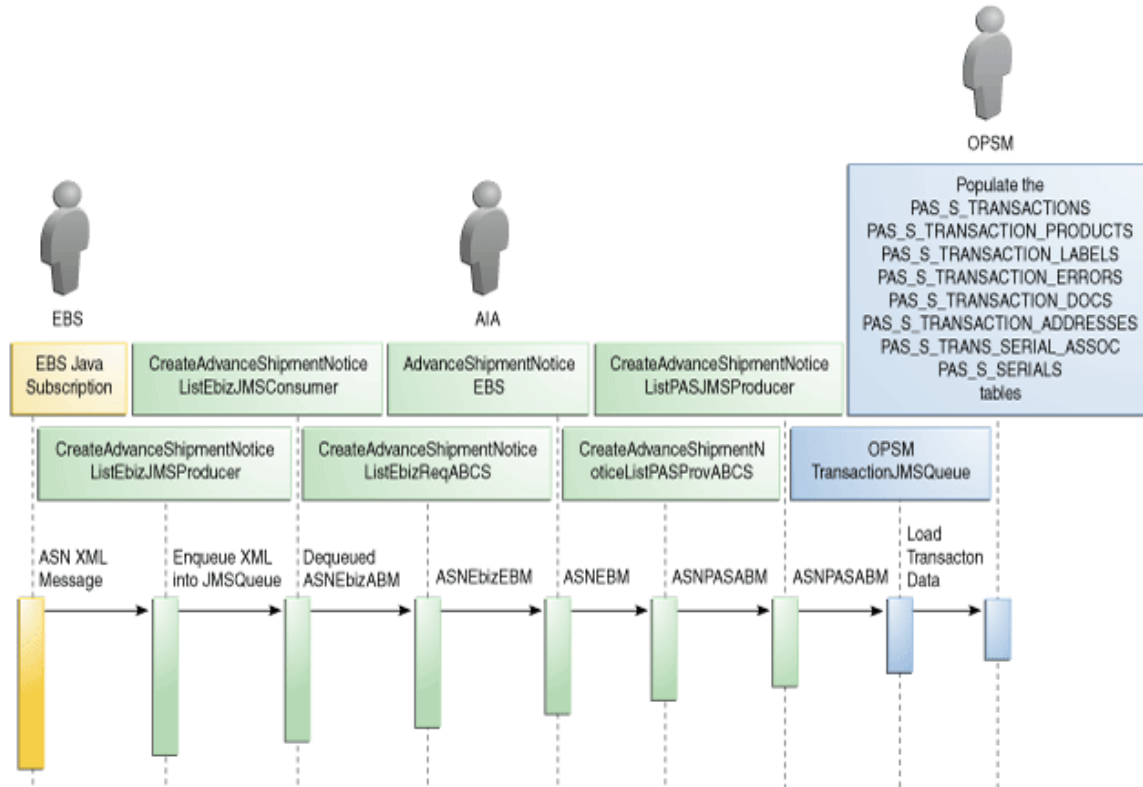 OPSM
Populate the
PAS_S_TRANSACTIONS
PAS_S_TRANSACTION_PRODUCTS
PAS_S_TRANSACTION_LABELS
PAS_S_TRANSACTION_ERRORS
PAS_S_TRANSACTION_DOCS
PAS_S_TRANSACTION_ADDRESSES
PAS_S_TRANS_SERIAL_ASSOC
PAS_S_SERIALS
tables
EBS
AIA
EBS Java
Subscription
CreateAdvanceShipmentNotice
ListEbizJMSConsumer
AdvanceShipmentNotice
EBS
CreateAdvanceShipmentNotice
ListPASJMSProducer
CreateAdvanceShipmentNotice
ListEbizJMSProducer
CreateAdvanceShipmentNotice
ListEbizReqABCS
CreateAdvanceShipmentN
oticeListPASProvABCS
OPSM
TransactionJMSQueue
ASN XML
Message
Enqueue XML
into JMSQueue
Dequeued
ASNEbizABM
ASNEbizEBM
ASNEBM
ASNPASABM
ASNPASABM
Load
Transacton
Data